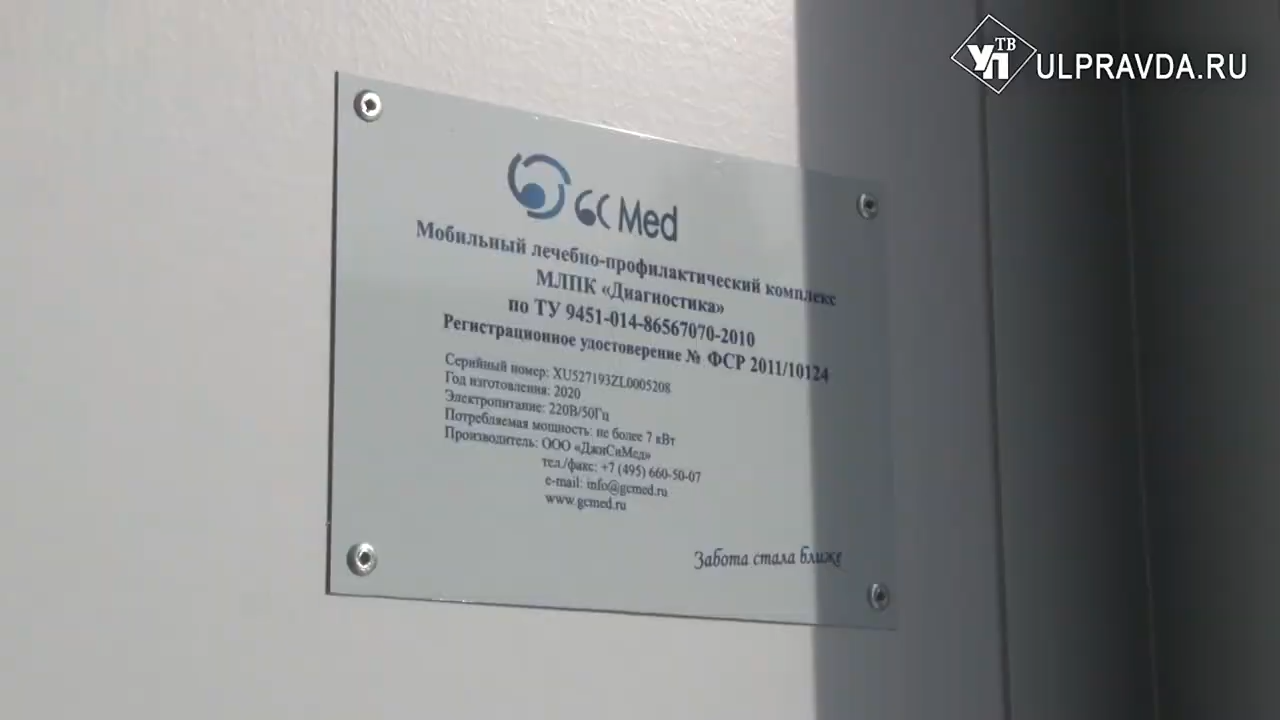 УП ТВ
ULPRAVDA.RU
GC Med
Мобильный лечебно-профилактический комплекс
МЛПК «Диагностика»
по ТУ 9451-014-86567070-2010
Регистрационное удостоверение № ФСР 2011/10124
Серийный номер: XU527193ZL0005208
Год изготовления: 2020
Электропитание: 220В/50Гц
Потребляемая мощность: не более 7 кВт
Производитель: ООО «ДжиСиМед»
тел./факс: +7 (495) 660-50-07
e-mail: info@gcmed.ru
www.gcmed.ru
Забота стала ближе